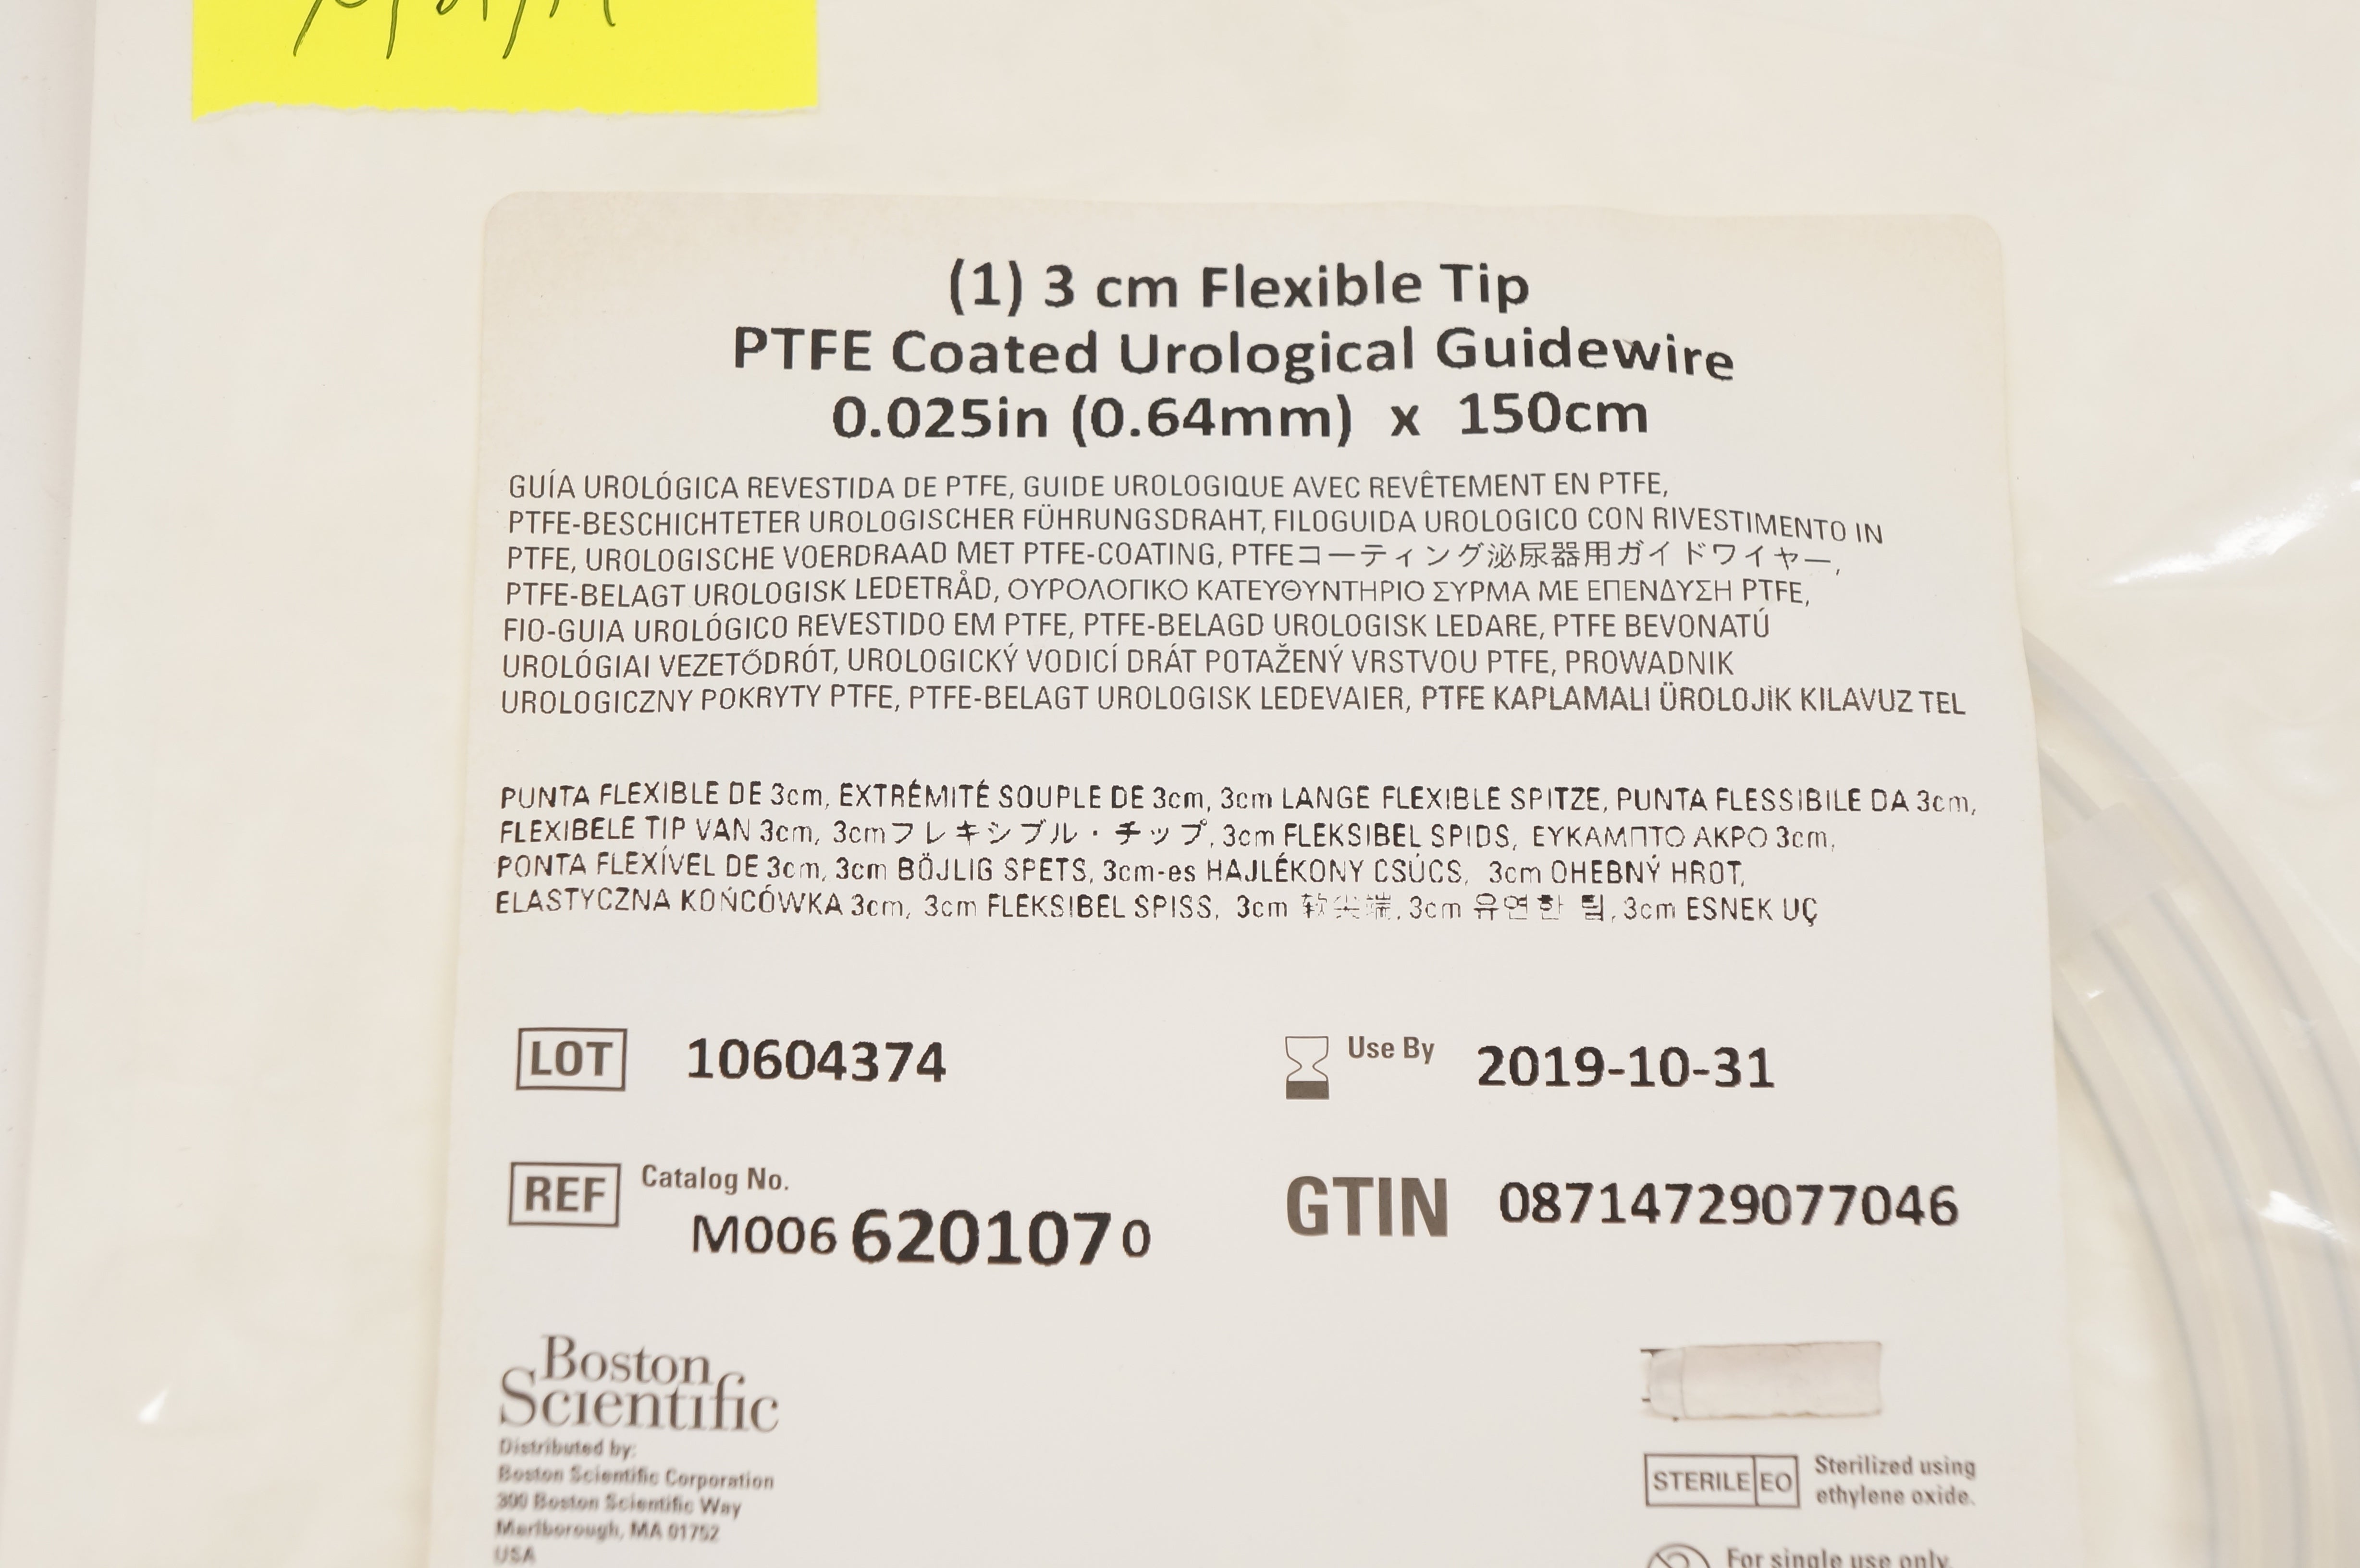 (1) 3 cm Flexible Tip
PTFE Coated Urological Guidewire
0.025in (0.64mm) x 150cm
GUÍA UROLÓGICA REVESTIDA DE PTFE, GUIDE UROLOGIQUE AVEC REVÊTEMENT EN PTFE,
PTFE-BESCHICHTETER UROLOGISCHER FÜHRUNGSDRAHT, FILOGUIDA UROLOGICO CON RIVESTIMENTO IN
PTFE, UROLOGISCHE VOERDRAAD MET PTFE-COATING, PTFEコーティング泌尿器用ガイドワイヤー,
PTFE-BELAGT UROLOGISK LEDETRÅD, ΟΥΡΟΛΟΓΙΚΟ ΚΑΤΕΥΘΥΝΤΗΡΙΟ ΣΥΡΜΑ ΜΕ ΕΠΕΝΔΥΣΗ PTFE,
FIO-GUIA UROLÓGICO REVESTIDO EM PTFE, PTFE-BELAGD UROLOGISK LEDARE, PTFE BEVONATÚ
UROLÓGIAI VEZETŐDRÓT, UROLOGICKÝ VODICÍ DRÁT POTAŽENÝ VRSTVOU PTFE, PROWADNIK
UROLOGICZNY POKRYTY PTFE, PTFE-BELAGT UROLOGISK LEDEVAIER, PTFE KAPLAMALI ÜROLOJİK KILAVUZ TEL
PUNTA FLEXIBLE DE 3cm, EXTRÉMITÉ SOUPLE DE 3cm, 3cm LANGE FLEXIBLE SPITZE, PUNTA FLESSIBILE DA 3cm,
FLEXIBELE TIP VAN 3cm, 3cmフレキシブル・チップ, 3cm FLEKSIBEL SPIDS, ΕΥΚΑΜΠΤΟ ΑΚΡΟ 3cm,
PONTA FLEXÍVEL DE 3cm, 3cm BÖJLIG SPETS, 3cm-es HAJLÉKONY CSÚCS, 3cm OHEBNÝ HROT,
ELASTYCZNA KOŃCÓWKA 3cm, 3cm FLEKSIBEL SPISS, 3cm 软尖端, 3cm 유연한 팁, 3cm ESNEK UÇ
LOT 10604374 Use By 2019-10-31
REF Catalog No. M006 620107 0 GTIN 08714729077046
Boston
Scientific
Distributed by:
Boston Scientific Corporation
300 Boston Scientific Way
Marlborough, MA 01752
USA
STERILE EO Sterilized using
ethylene oxide.
For single use only.